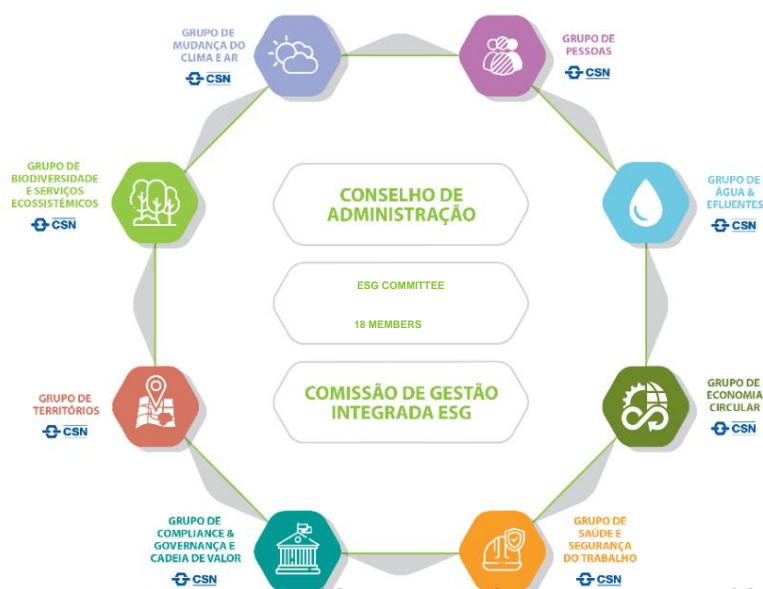 GRUPO DE
MUDANÇA DO
CLIMA E AR
CSN
GRUPO DE
PESSOAS
CSN
GRUPO DE
BIODIVERSIDADE
E SERVIÇOS
ECOSSISTÊMICOS
CSN
CONSELHO DE
ADMINISTRAÇÃO
GRUPO DE
ÁGUA &
EFLUENTES
CSN
ESG COMMITTEE
18 MEMBERS
GRUPO DE
TERRITÓRIOS
CSN
COMISSÃO DE GESTÃO
INTEGRADA ESG
GRUPO DE
ECONOMIA
CIRCULAR
CSN
GRUPO DE
COMPLIANCE &
GOVERNANÇA E
CADEIA DE VALOR
CSN
GRUPO DE
SAÚDE E
SEGURANÇA
DO TRABALHO
CSN